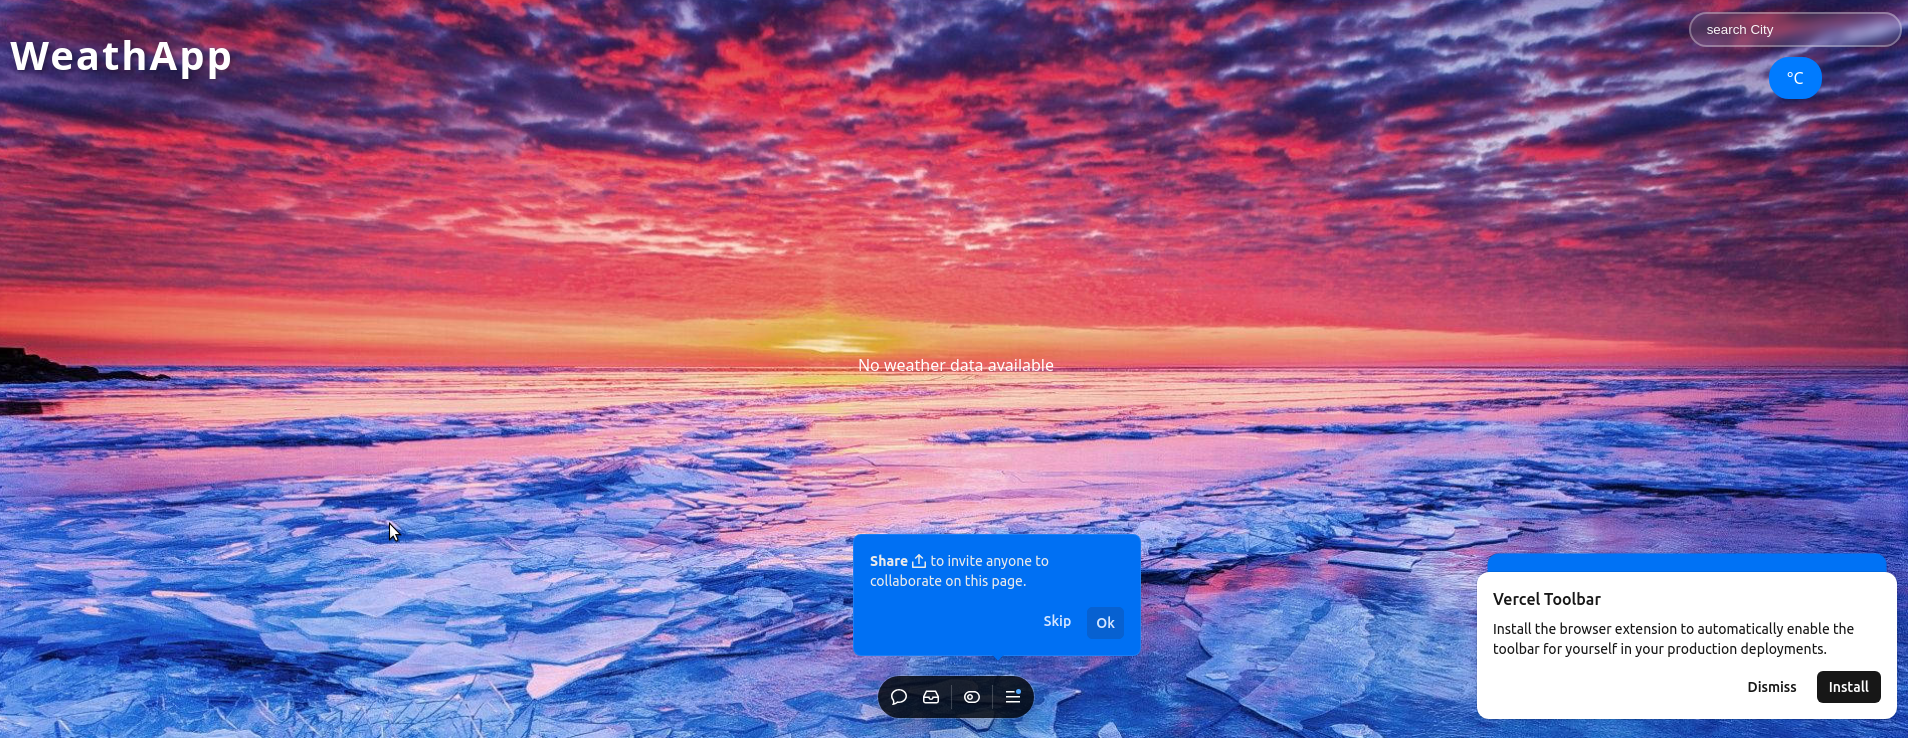 WeathApp
search City
°C
No weather data available
Share to invite anyone to
collaborate on this page.
Skip
Ok
Vercel Toolbar
Install the browser extension to automatically enable the
toolbar for yourself in your production deployments.
Dismiss
Install